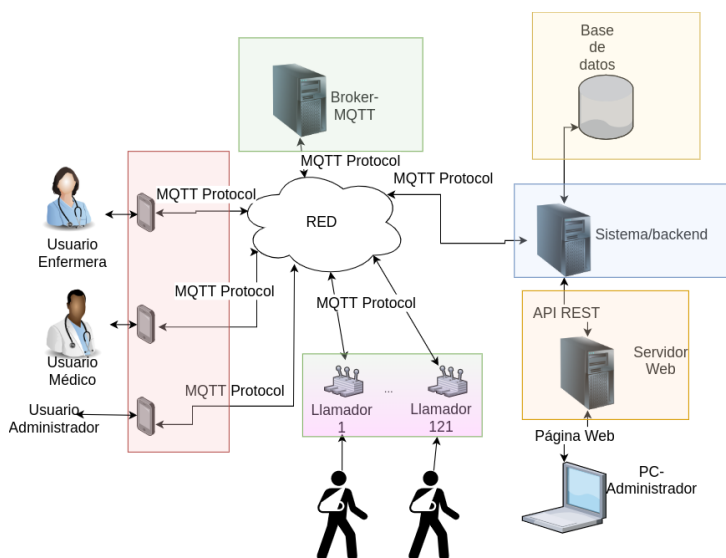 Base
de
datos
Broker-
MQTT
MQTT Protocol
MQTT Protocol
MQTT Protocol
RED
Sistema/backend
Usuario
Enfermera
MQTT Protocol
MQTT Protocol
API REST
Servidor
Web
Usuario
Médico
MQTT Protocol
...
Llamador
1
Llamador
121
Usuario
Administrador
Página Web
PC-
Administrador